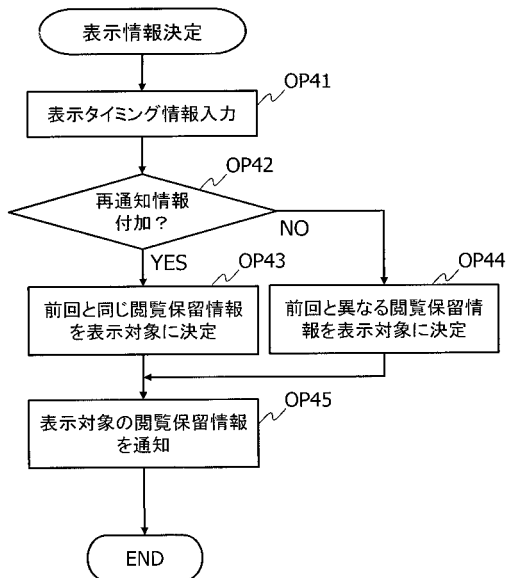 表示情報決定
OP41
表示タイミング情報入力
OP42
再通知情報
付加？
NO
YES
OP43
前回と同じ閲覧保留情報
を表示対象に決定
OP44
前回と異なる閲覧保留情
報を表示対象に決定
OP45
表示対象の閲覧保留情報
を通知
END